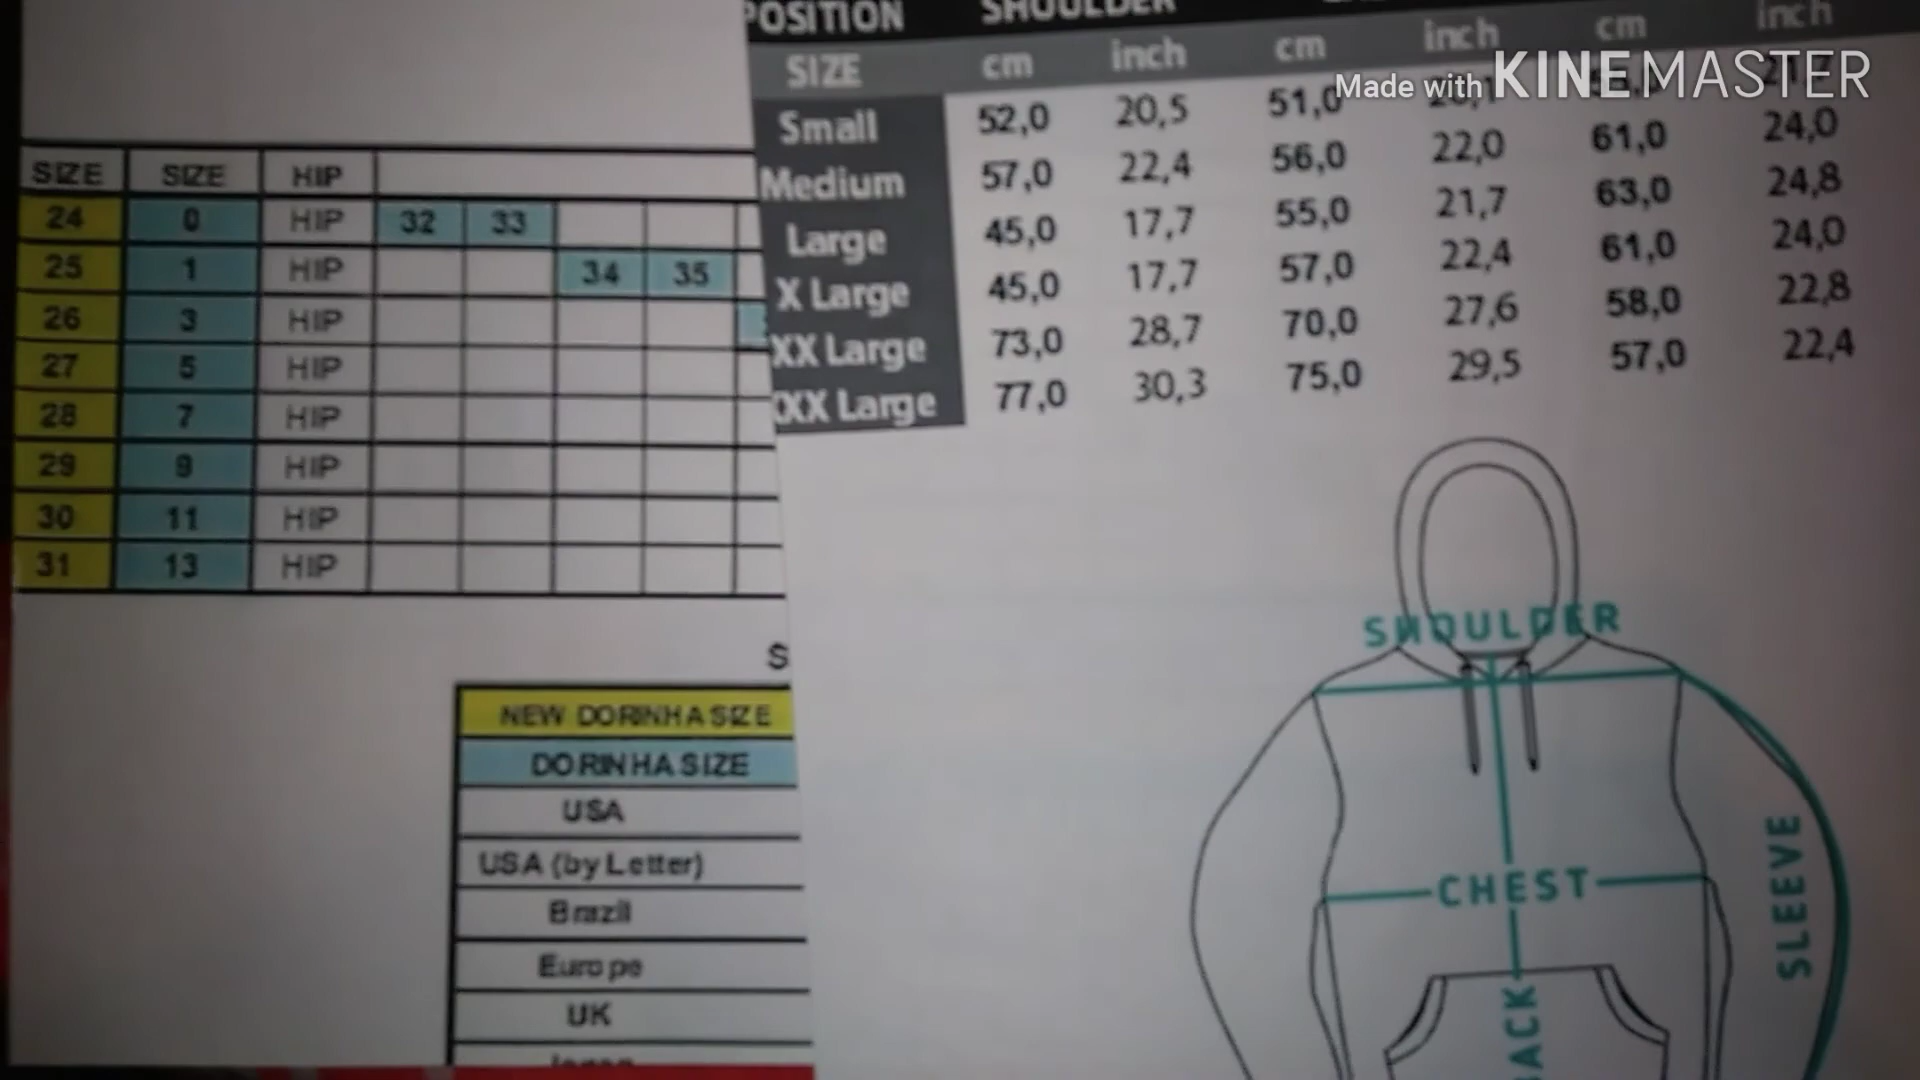 Made with KINEMASTER
SIZE SIZE HIP
24 0 HIP 32 33
25 1 HIP 34 35
26 3 HIP
27 5 HIP
28 7 HIP
29 9 HIP
30 11 HIP
31 13 HIP
S
NEW DORINHA SIZE
DORINHA SIZE
USA
USA (by Letter)
Brazil
Europe
UK
POSITION SHOULDER
SIZE cm inch cm inch cm inch
Small 52,0 20,5 51,0
Medium 57,0 22,4 56,0 22,0 61,0 24,0
Large 45,0 17,7 55,0 21,7 63,0 24,8
X Large 45,0 17,7 57,0 22,4 61,0 24,0
XX Large 73,0 28,7 70,0 27,6 58,0 22,8
XXX Large 77,0 30,3 75,0 29,5 57,0 22,4
SHOULDER
CHEST
SLEEVE
BACK